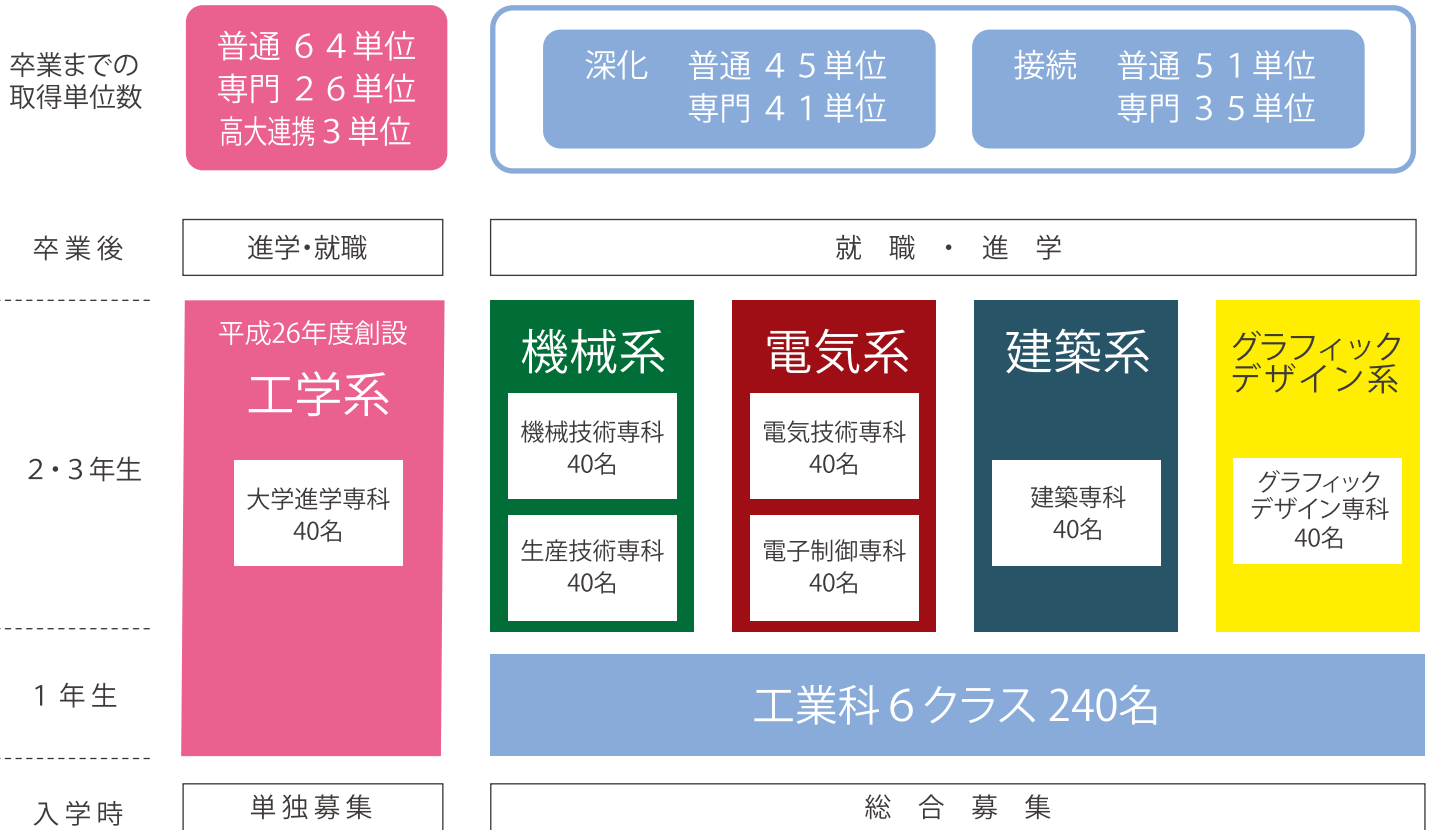 卒業までの
取得単位数
普通 64単位
専門 26単位
高大連携 3単位
深化 普通 45単位
専門 41単位
接続 普通 51単位
専門 35単位
卒業後
進学・就職
就職・進学
2・3年生
平成26年度創設
工学系
大学進学専科
40名
機械系
機械技術専科
40名
生産技術専科
40名
電気系
電気技術専科
40名
電子制御専科
40名
建築系
建築専科
40名
グラフィック
デザイン系
グラフィック
デザイン専科
40名
1年生
工業科6クラス 240名
入学時
単独募集
総合募集